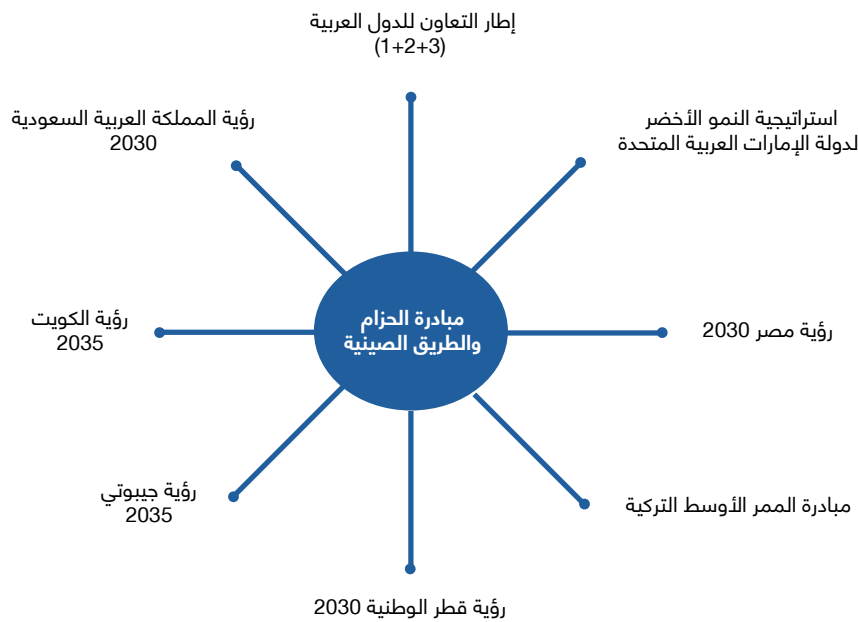 إطار التعاون للدول العربية
(1+2+3)
استراتيجية النمو الأخضر
لدولة الإمارات العربية المتحدة
رؤية المملكة العربية السعودية
2030
مبادرة الحزام
والطريق الصينية
رؤية مصر 2030
رؤية الكويت
2035
مبادرة الممر الأوسط التركية
رؤية جيبوتي
2035
رؤية قطر الوطنية 2030